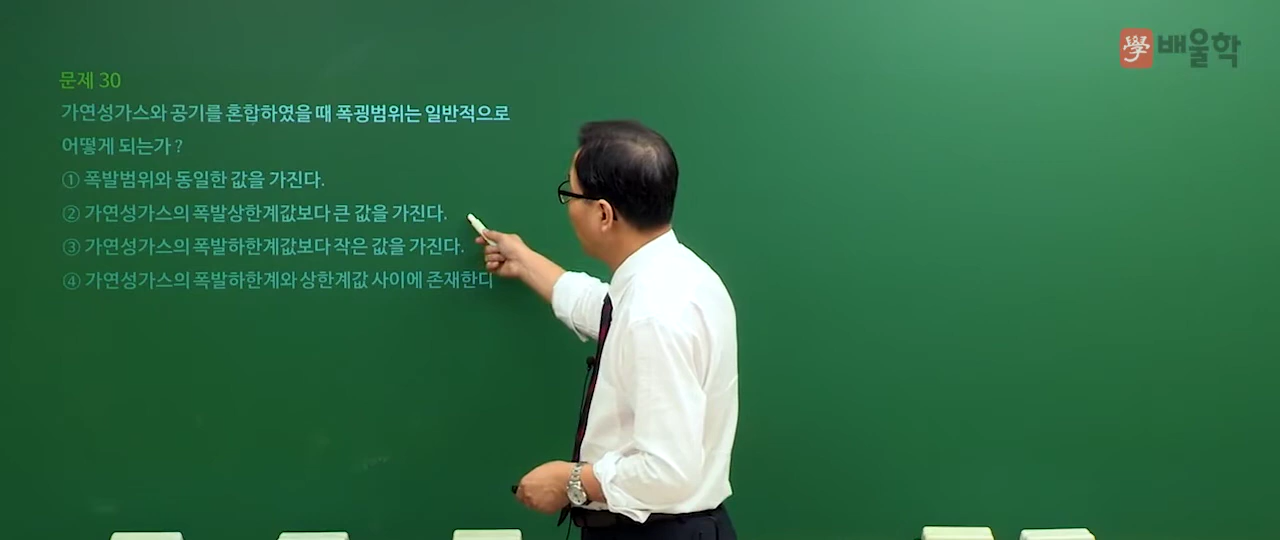 學 배울학
문제 30
가연성가스와 공기를 혼합하였을 때 폭굉범위는 일반적으로
어떻게 되는가 ?
① 폭발범위와 동일한 값을 가진다.
② 가연성가스의 폭발상한계값보다 큰 값을 가진다.
③ 가연성가스의 폭발하한계값보다 작은 값을 가진다.
④ 가연성가스의 폭발하한계와 상한계값 사이에 존재한다